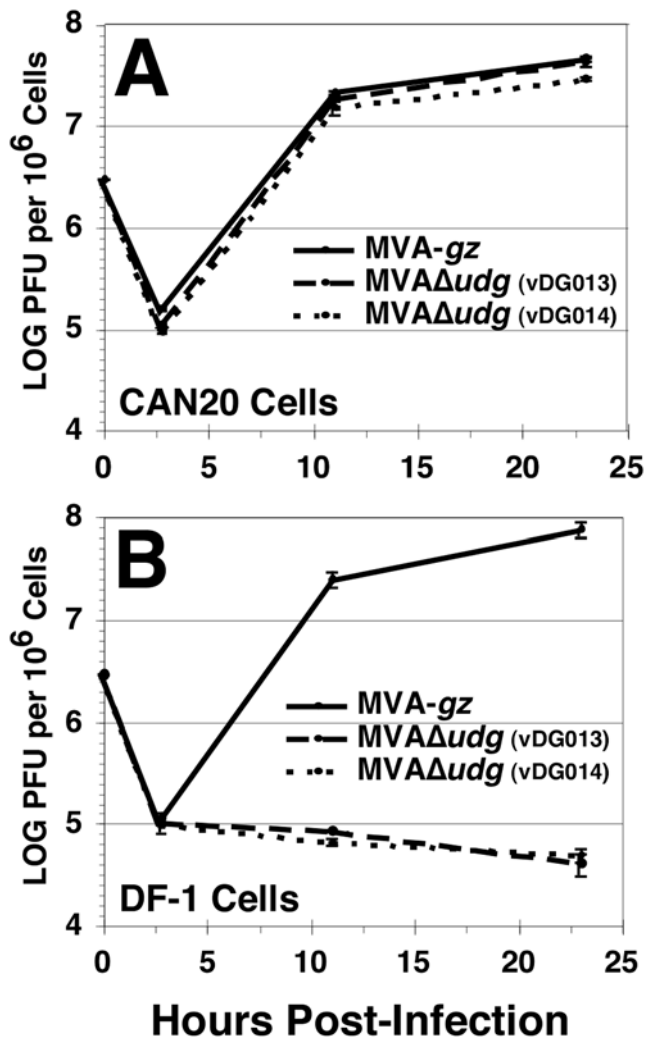 A
LOG PFU per 10⁶ Cells
8
7
6
5
4
MVA-gz
MVAΔudg (vDG013)
MVAΔudg (vDG014)
CAN20 Cells
0 5 10 15 20 25
B
LOG PFU per 10⁶ Cells
8
7
6
5
4
MVA-gz
MVAΔudg (vDG013)
MVAΔudg (vDG014)
DF-1 Cells
0 5 10 15 20 25
Hours Post-Infection